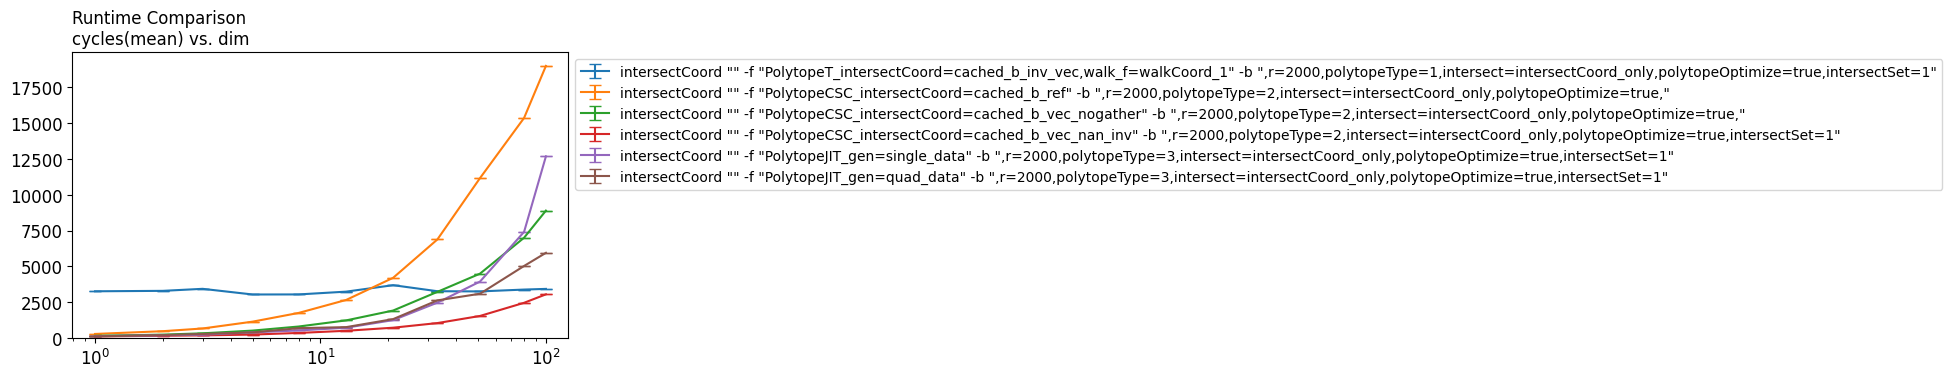 Runtime Comparison
cycles(mean) vs. dim
17500
15000
12500
10000
7500
5000
2500
0
10⁰
10¹
10²
intersectCoord "" -f "PolytopeT_intersectCoord=cached_b_inv_vec,walk_f=walkCoord_1" -b ",r=2000,polytopeType=1,intersect=intersectCoord_only,polytopeOptimize=true,intersectSet=1"
intersectCoord "" -f "PolytopeCSC_intersectCoord=cached_b_ref" -b ",r=2000,polytopeType=2,intersect=intersectCoord_only,polytopeOptimize=true,"
intersectCoord "" -f "PolytopeCSC_intersectCoord=cached_b_vec_nogather" -b ",r=2000,polytopeType=2,intersect=intersectCoord_only,polytopeOptimize=true,"
intersectCoord "" -f "PolytopeCSC_intersectCoord=cached_b_vec_nan_inv" -b ",r=2000,polytopeType=2,intersect=intersectCoord_only,polytopeOptimize=true,intersectSet=1"
intersectCoord "" -f "PolytopeJIT_gen=single_data" -b ",r=2000,polytopeType=3,intersect=intersectCoord_only,polytopeOptimize=true,intersectSet=1"
intersectCoord "" -f "PolytopeJIT_gen=quad_data" -b ",r=2000,polytopeType=3,intersect=intersectCoord_only,polytopeOptimize=true,intersectSet=1"